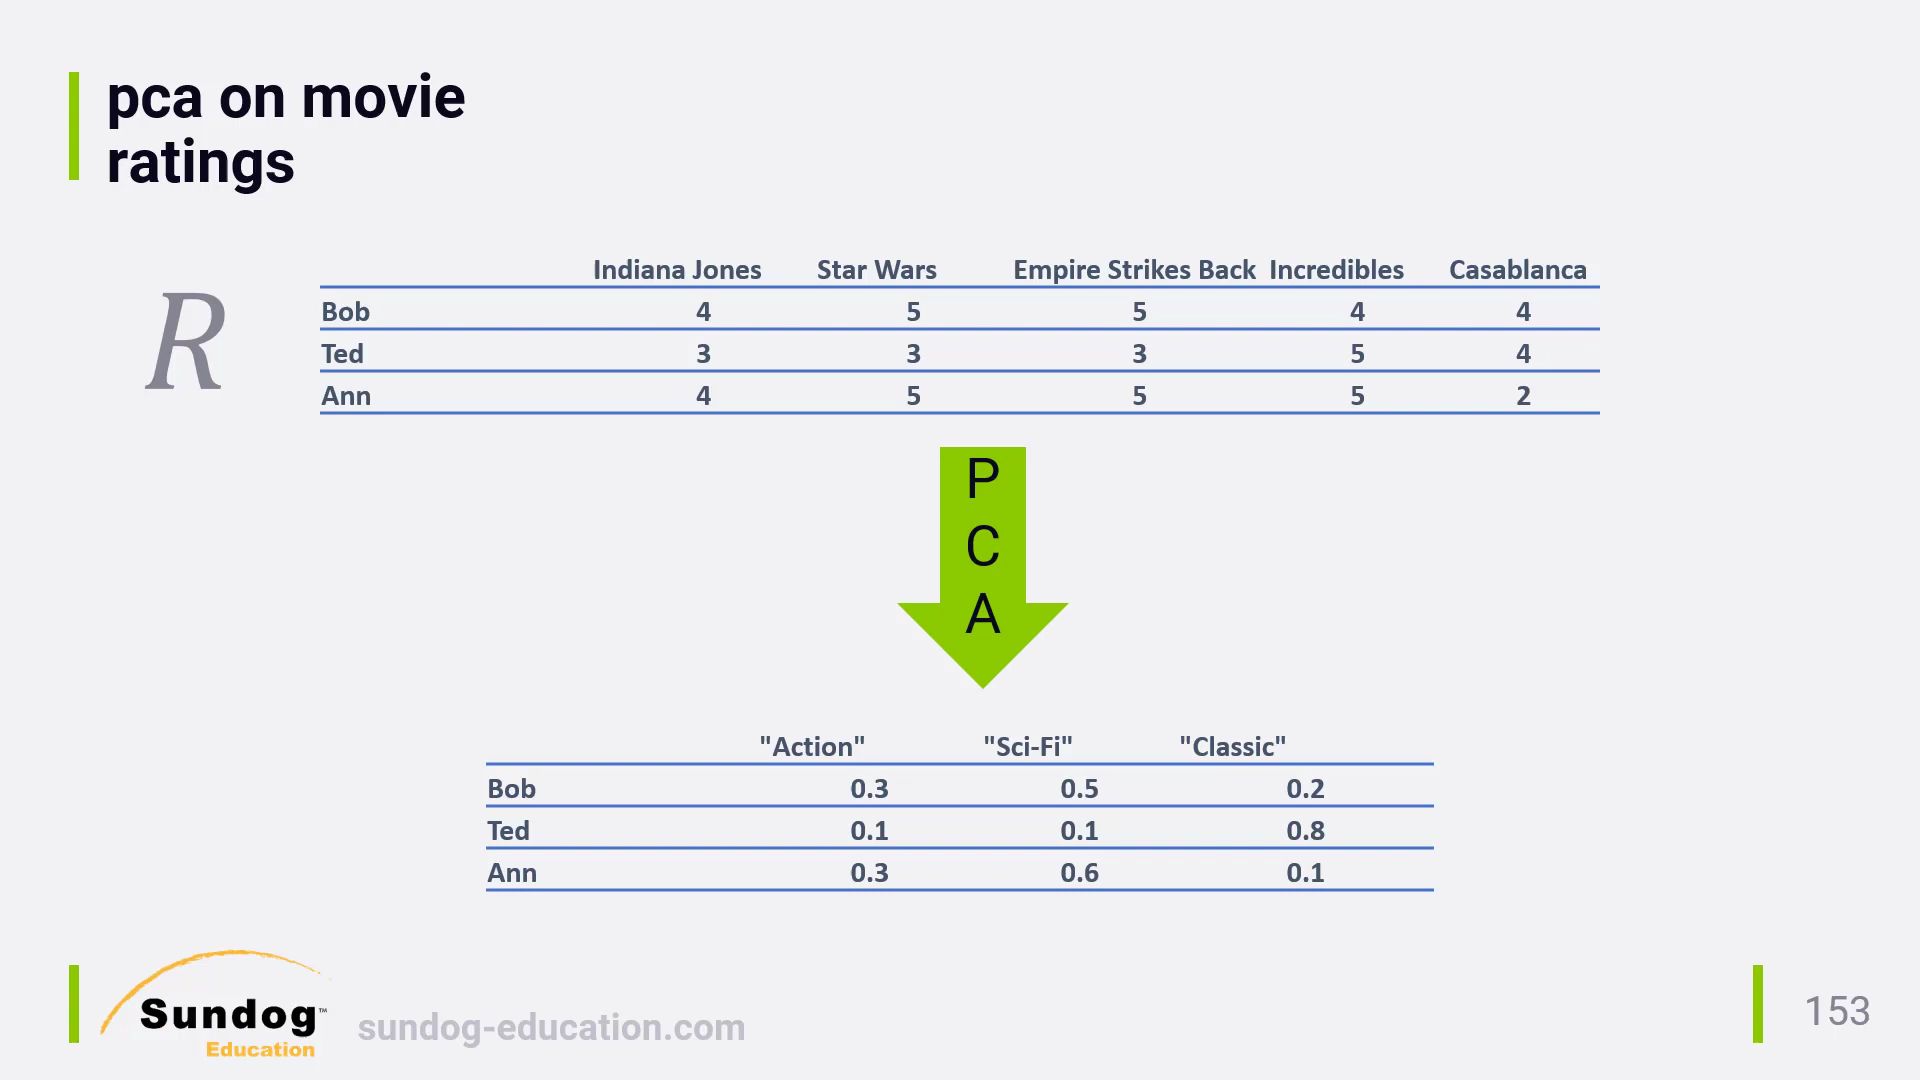 pca on movie
ratings
R
Indiana Jones Star Wars Empire Strikes Back Incredibles Casablanca
Bob 4 5 5 4 4
Ted 3 3 3 5 4
Ann 4 5 5 5 2
P
C
A
"Action" "Sci-Fi" "Classic"
Bob 0.3 0.5 0.2
Ted 0.1 0.1 0.8
Ann 0.3 0.6 0.1
Sundog™
Education
sundog-education.com
153